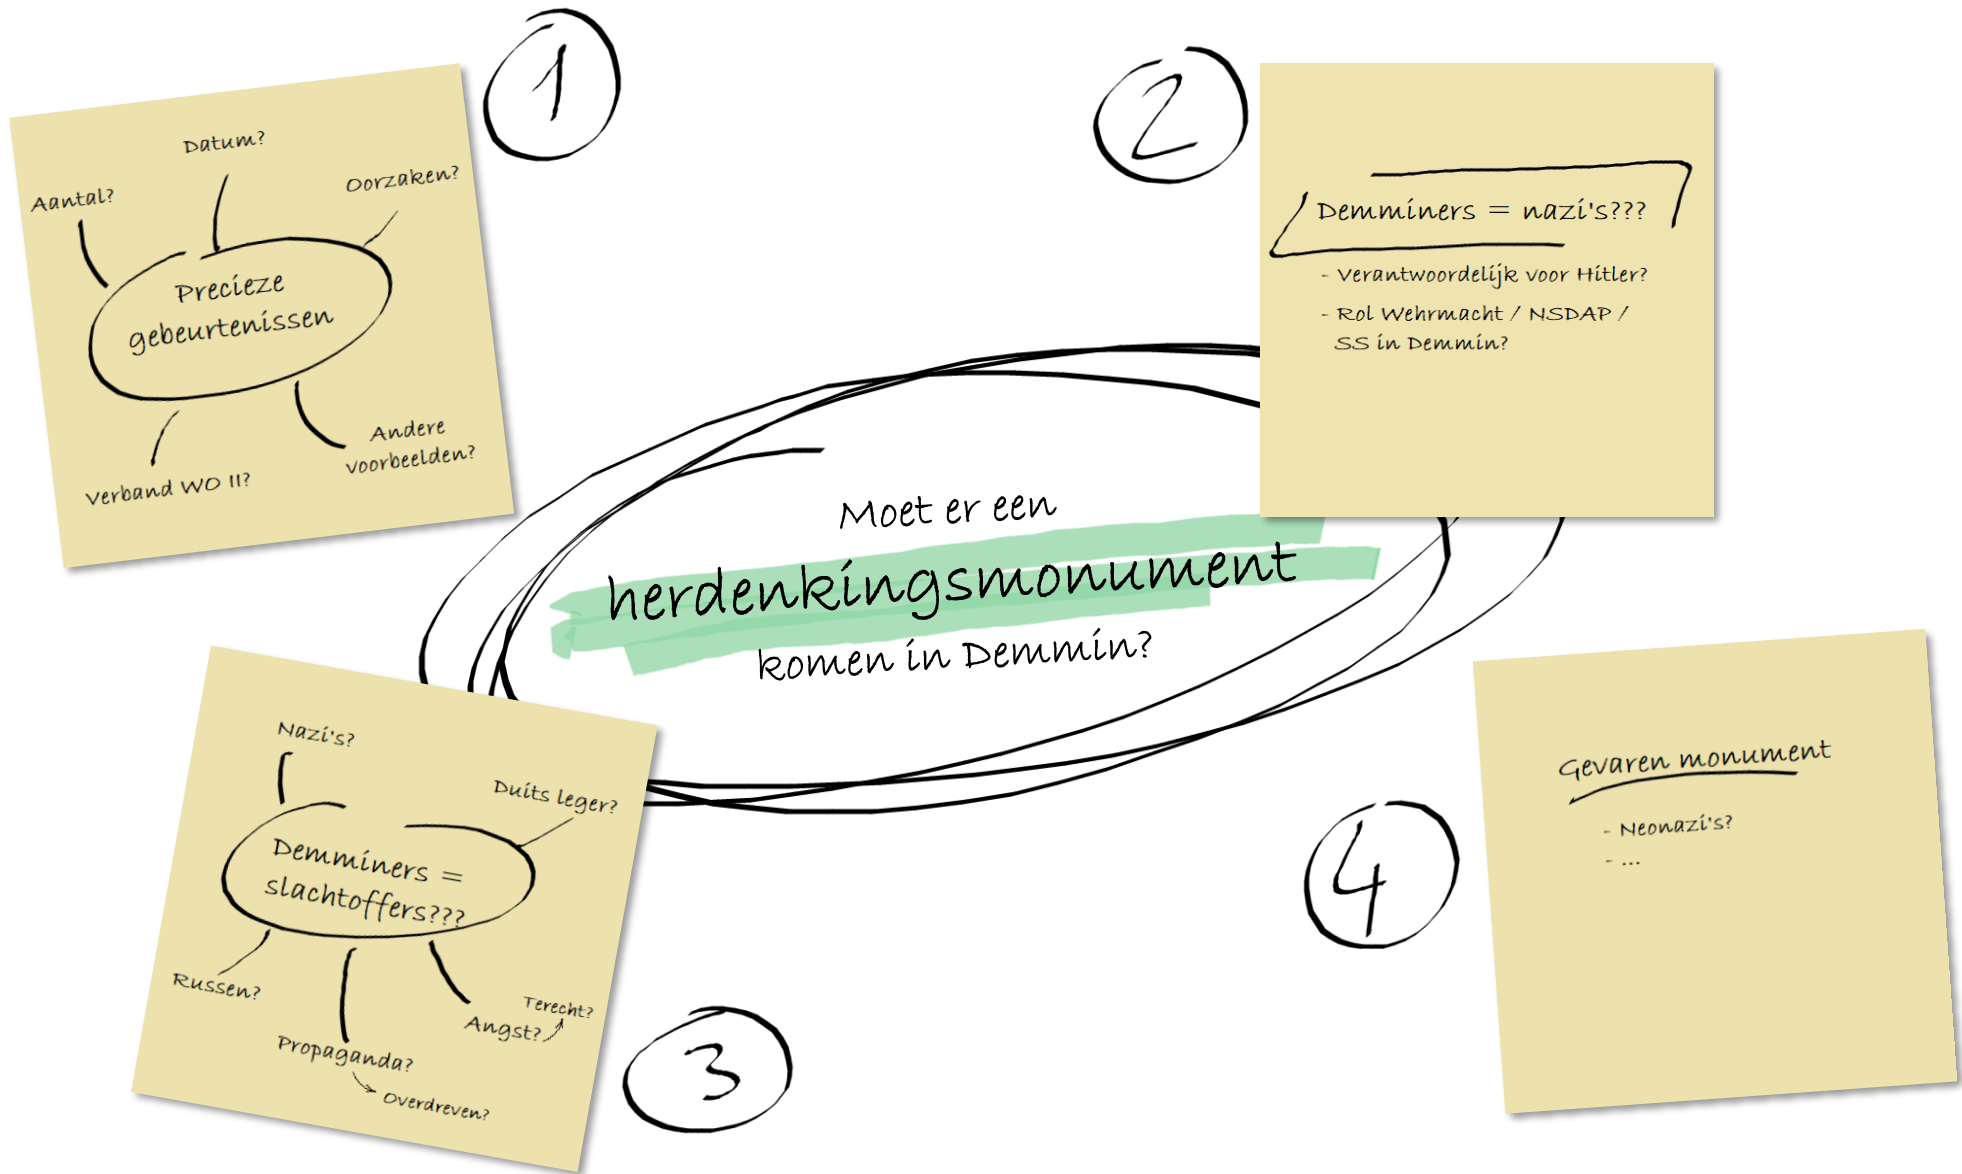 1
Datum?
Aantal?
Oorzaken?
Precieze
gebeurtenissen
Andere
voorbeelden?
Verband WO II?
2
Demminers = nazi's???
- Verantwoordelijk voor Hitler?
- Rol Wehrmacht / NSDAP /
SS in Demmin?
Moet er een
herdenkingsmonument
komen in Demmin?
Nazi's?
Duits leger?
Demminers =
slachtoffers???
Russen?
Terecht?
Angst?
Propaganda?
Overdreven?
3
4
Gevaren monument
- Neonazi's?
- ...